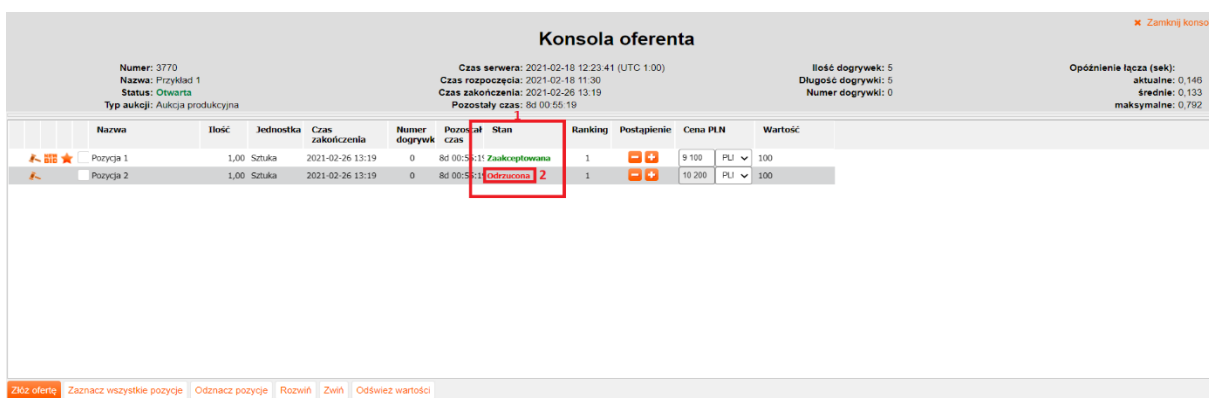 ✖ Zamknij konso
Konsola oferenta
Numer: 3770
Nazwa: Przykład 1
Status: Otwarta
Typ aukcji: Aukcja produkcyjna
Czas serwera: 2021-02-18 12:23:41 (UTC 1:00)
Czas rozpoczęcia: 2021-02-18 11:30
Czas zakończenia: 2021-02-26 13:19
Pozostały czas: 8d 00:55:19
Ilość dogrywek: 5
Długość dogrywki: 5
Numer dogrywki: 0
Opóźnienie łącza (sek):
aktualne: 0,146
średnie: 0,133
maksymalne: 0,792
1
Nazwa Ilość Jednostka Czas zakończenia Numer dogrywk Pozostał czas Stan Ranking Postąpienie Cena PLN Wartość
NEW BID Pozycja 1 1,00 Sztuka 2021-02-26 13:19 0 8d 00:55:19 Zaakceptowana 1 9 100 PLI 100
Pozycja 2 1,00 Sztuka 2021-02-26 13:19 0 8d 00:55:19 Odrzucona 2 1 10 200 PLI 100
Złóż ofertę Zaznacz wszystkie pozycje Odznacz pozycje Rozwiń Zwiń Odśwież wartości